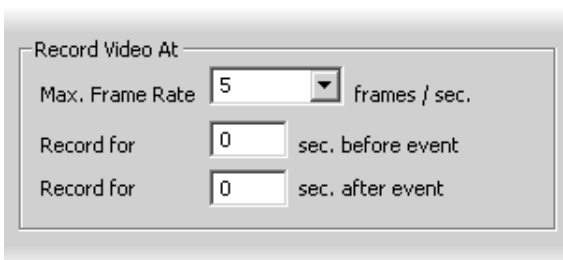 Record Video At
Max. Frame Rate 5 frames / sec.
Record for 0 sec. before event
Record for 0 sec. after event